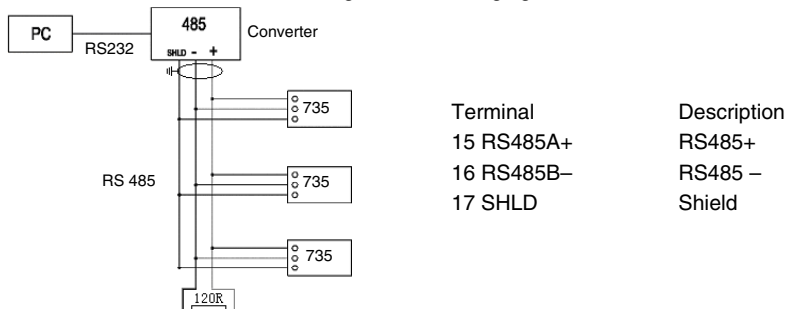 485
PC
Converter
SHLD - +
RS232
735
RS 485
735
735
120R
Terminal Description
15 RS485A+ RS485+
16 RS485B– RS485 –
17 SHLD Shield